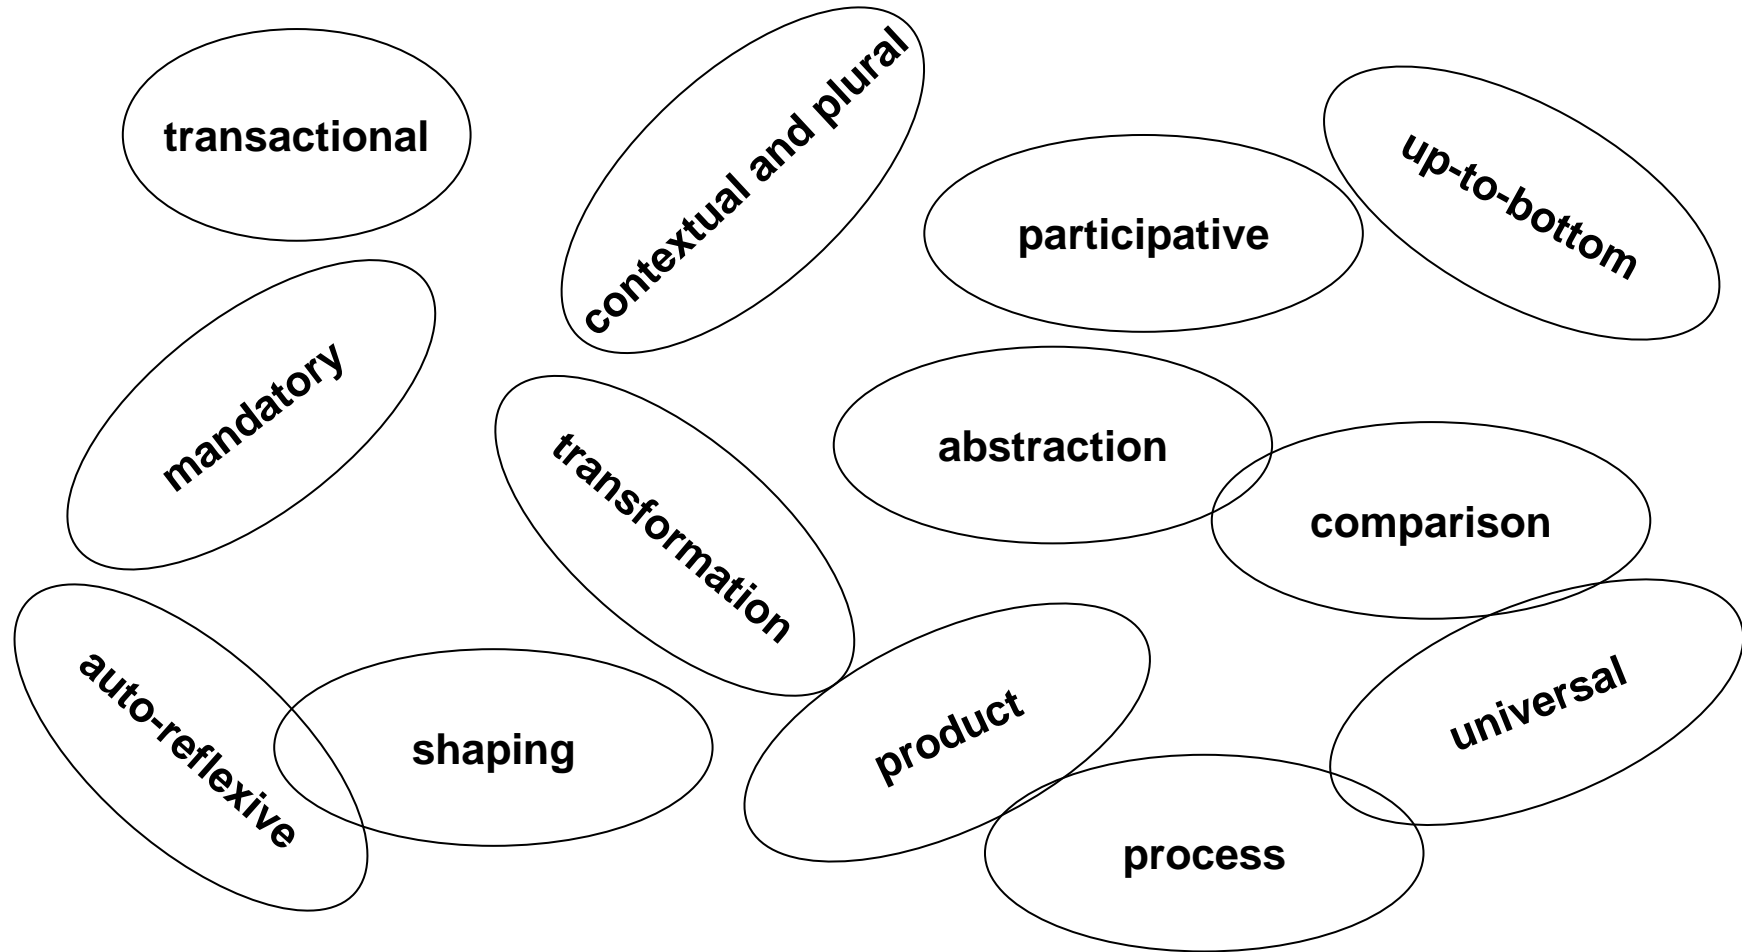 transactional
contextual and plural
participative
up-to-bottom
mandatory
transformation
abstraction
comparison
auto-reflexive
shaping
product
universal
process